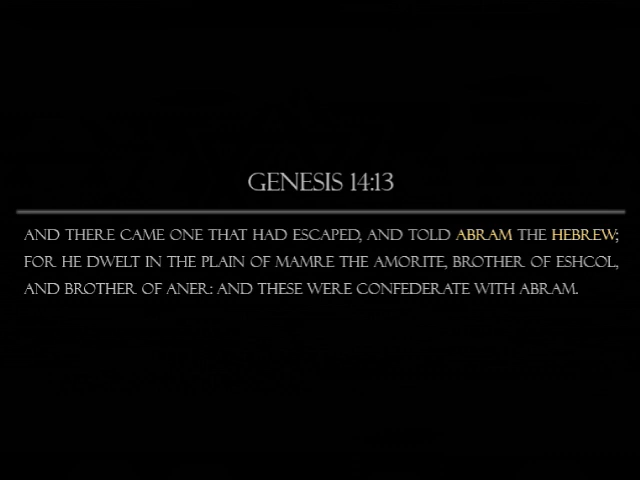 GENESIS 14:13
AND THERE CAME ONE THAT HAD ESCAPED, AND TOLD ABRAM THE HEBREW;
FOR HE DWELT IN THE PLAIN OF MAMRE THE AMORITE, BROTHER OF ESHCOL,
AND BROTHER OF ANER: AND THESE WERE CONFEDERATE WITH ABRAM.